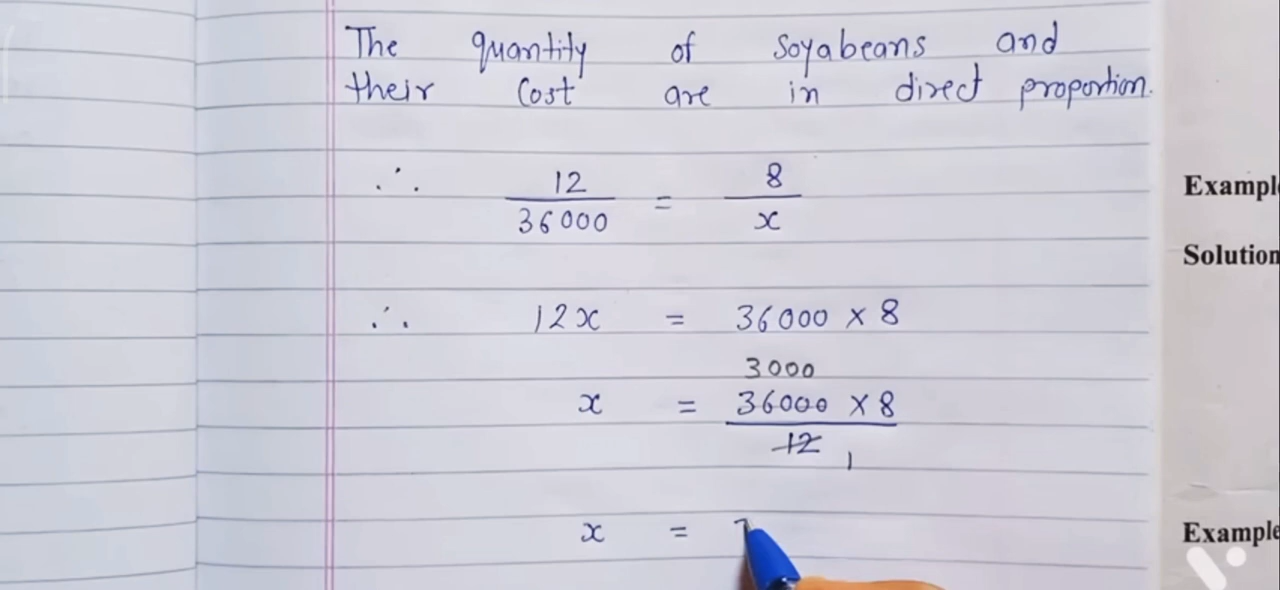 The quantity of Soyabeans and
their Cost are in direct proportion.
∴ 12/36000 = 8/x
∴ 12x = 36000 × 8
3000
x = 36000 × 8
12 1
x =
Example
Solution
Example